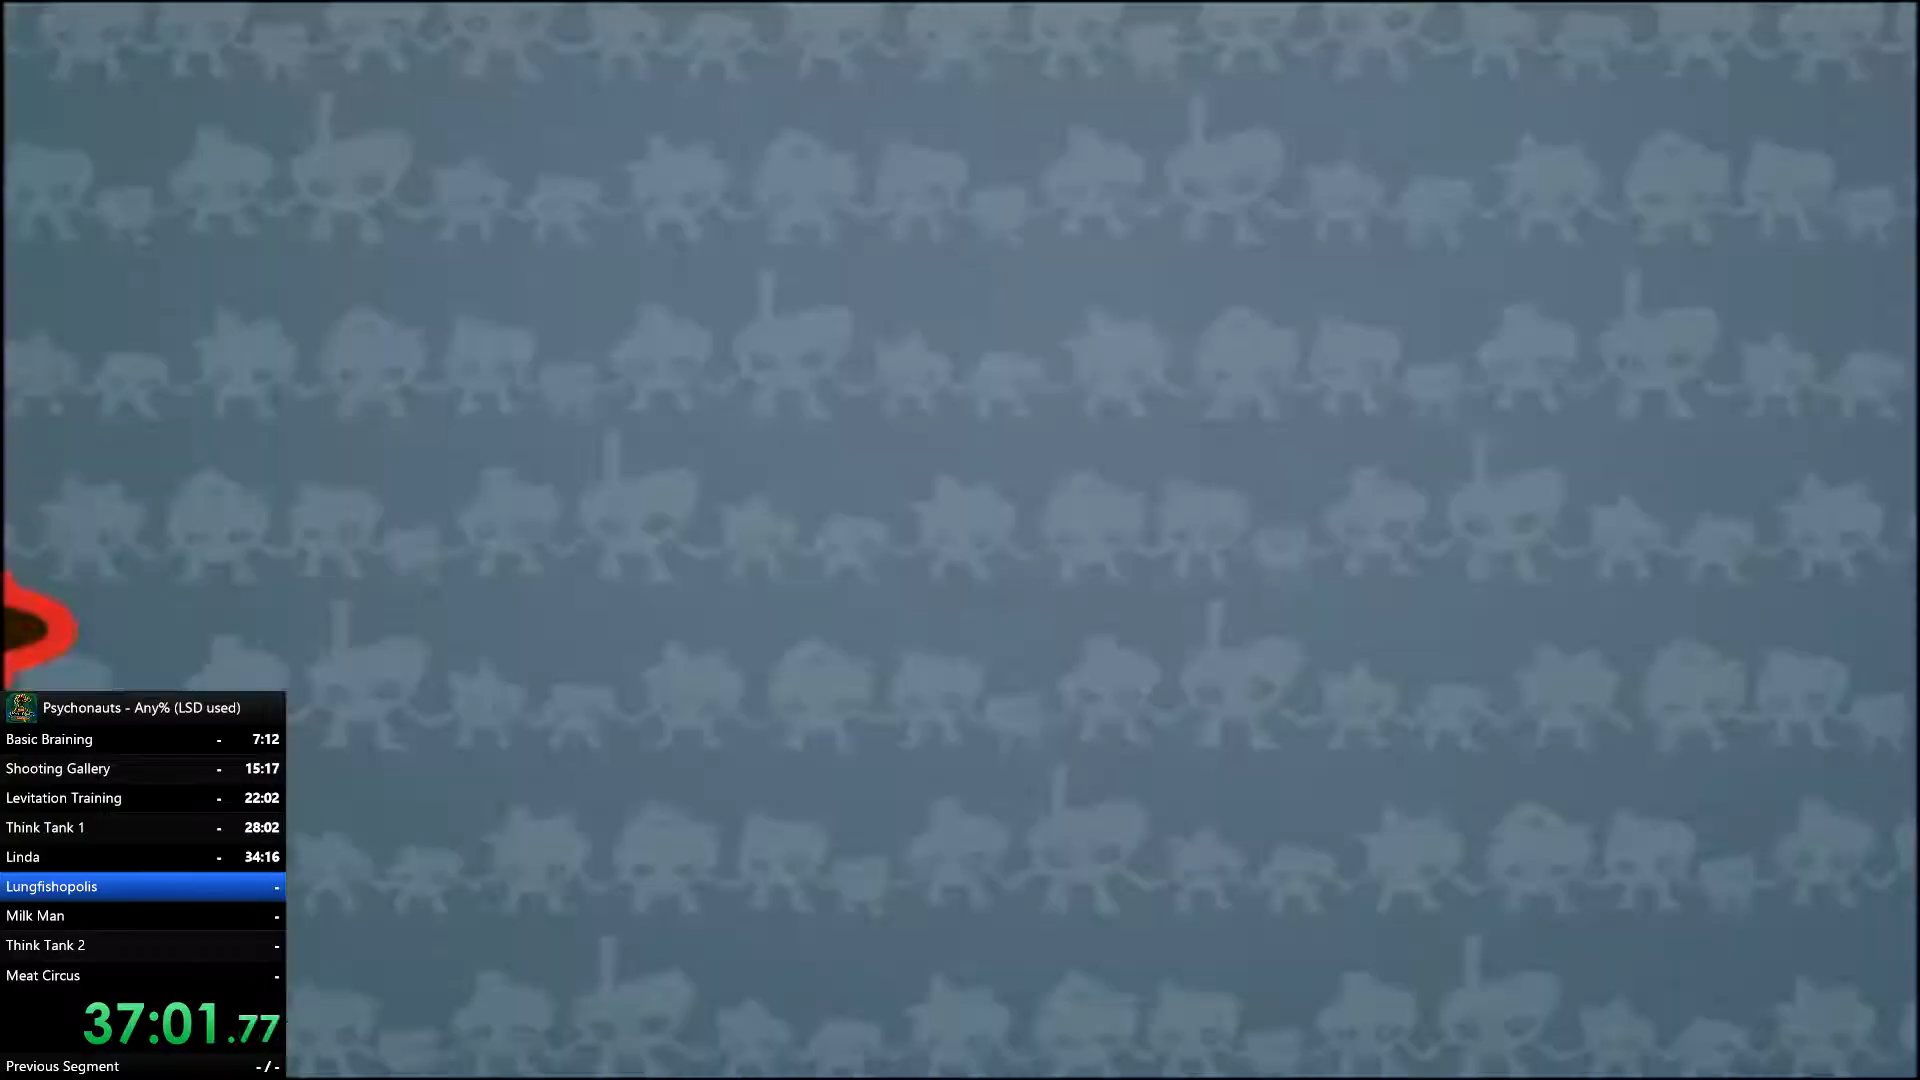 Psychonauts - Any% (LSD used)
Basic Braining - 7:12
Shooting Gallery - 15:17
Levitation Training - 22:02
Think Tank 1 - 28:02
Linda - 34:16
Lungfishopolis -
Milk Man -
Think Tank 2 -
Meat Circus -
37:01.77
Previous Segment - / -